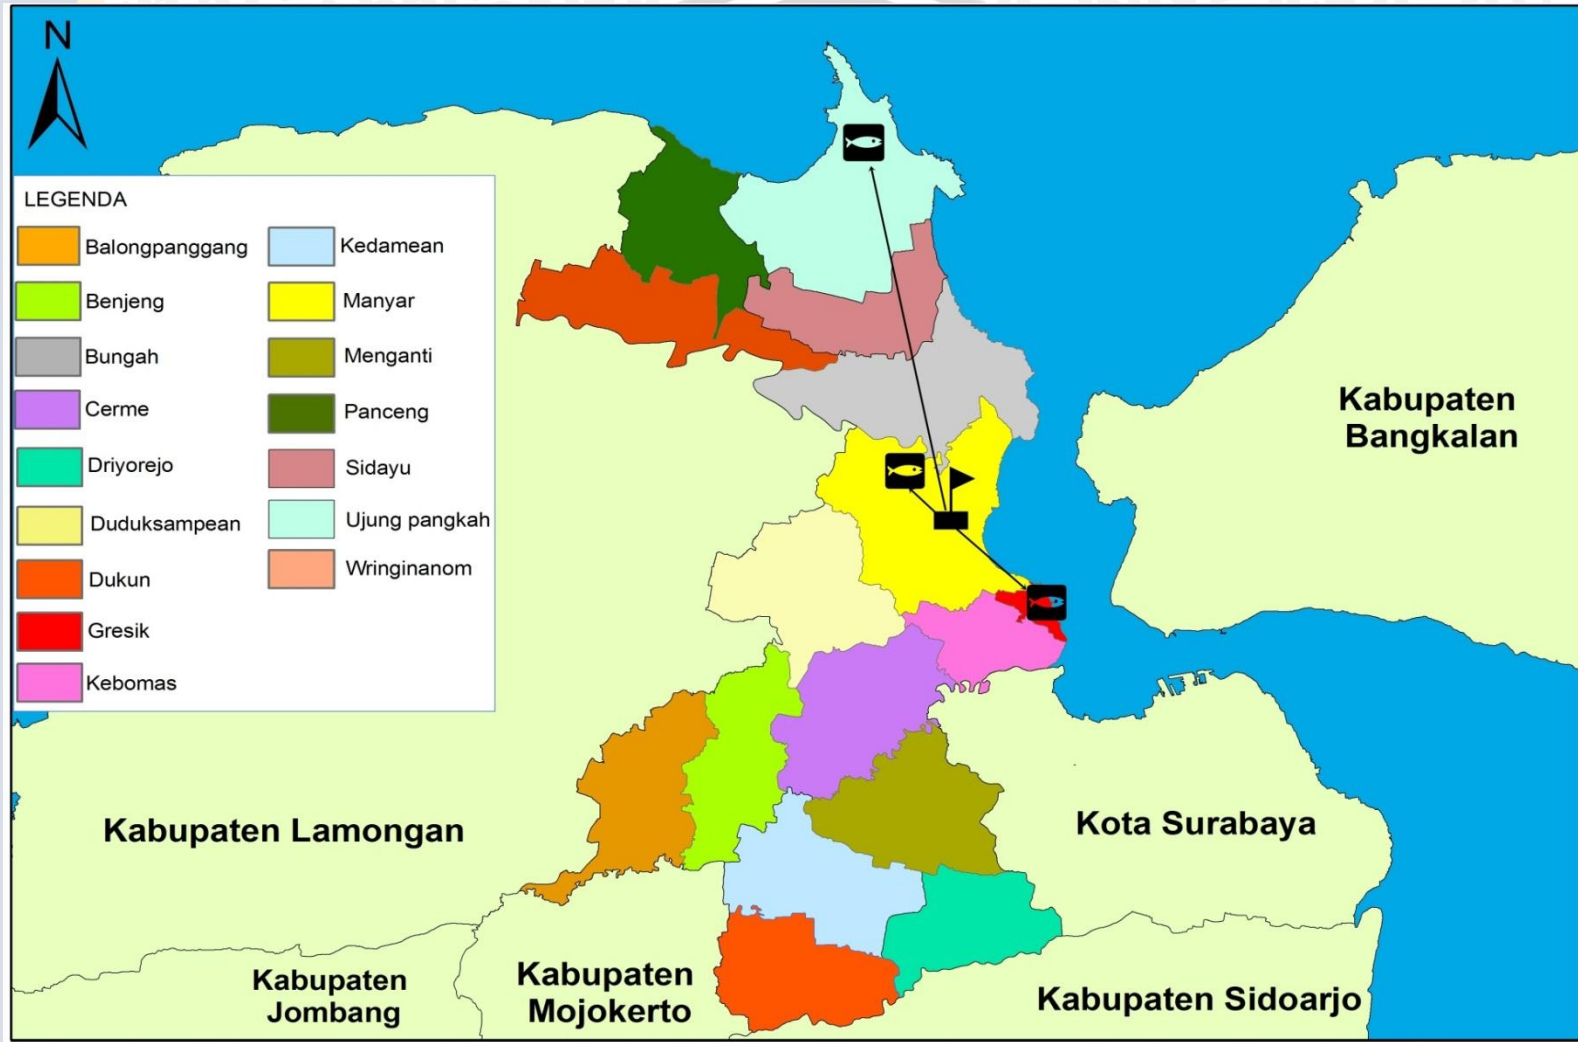 N
LEGENDA
Balongpanggang
Benjeng
Bungah
Cerme
Driyorejo
Duduksampean
Dukun
Gresik
Kebomas
Kedamean
Manyar
Menganti
Panceng
Sidayu
Ujung pangkah
Wringinanom
Kabupaten
Bangkalan
Kabupaten Lamongan
Kota Surabaya
Kabupaten
Jombang
Kabupaten
Mojokerto
Kabupaten Sidoarjo